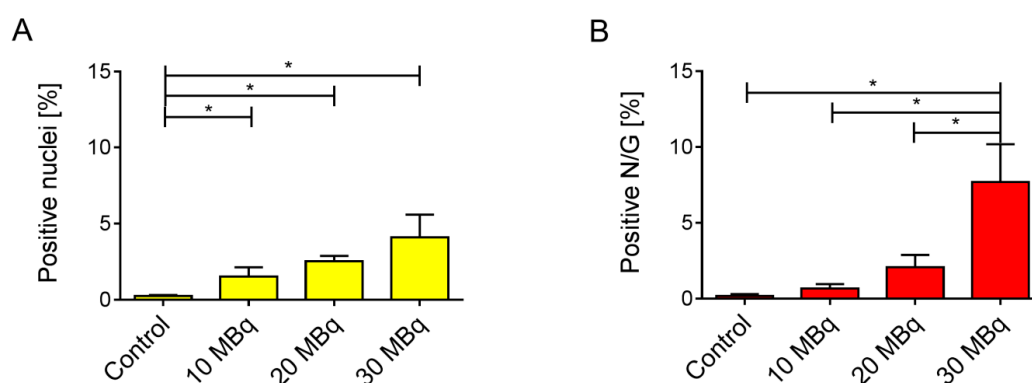 A
Positive nuclei [%]
15
10
5
0
*
*
*
Control
10 MBq
20 MBq
30 MBq
B
Positive N/G [%]
15
10
5
0
*
*
*
Control
10 MBq
20 MBq
30 MBq